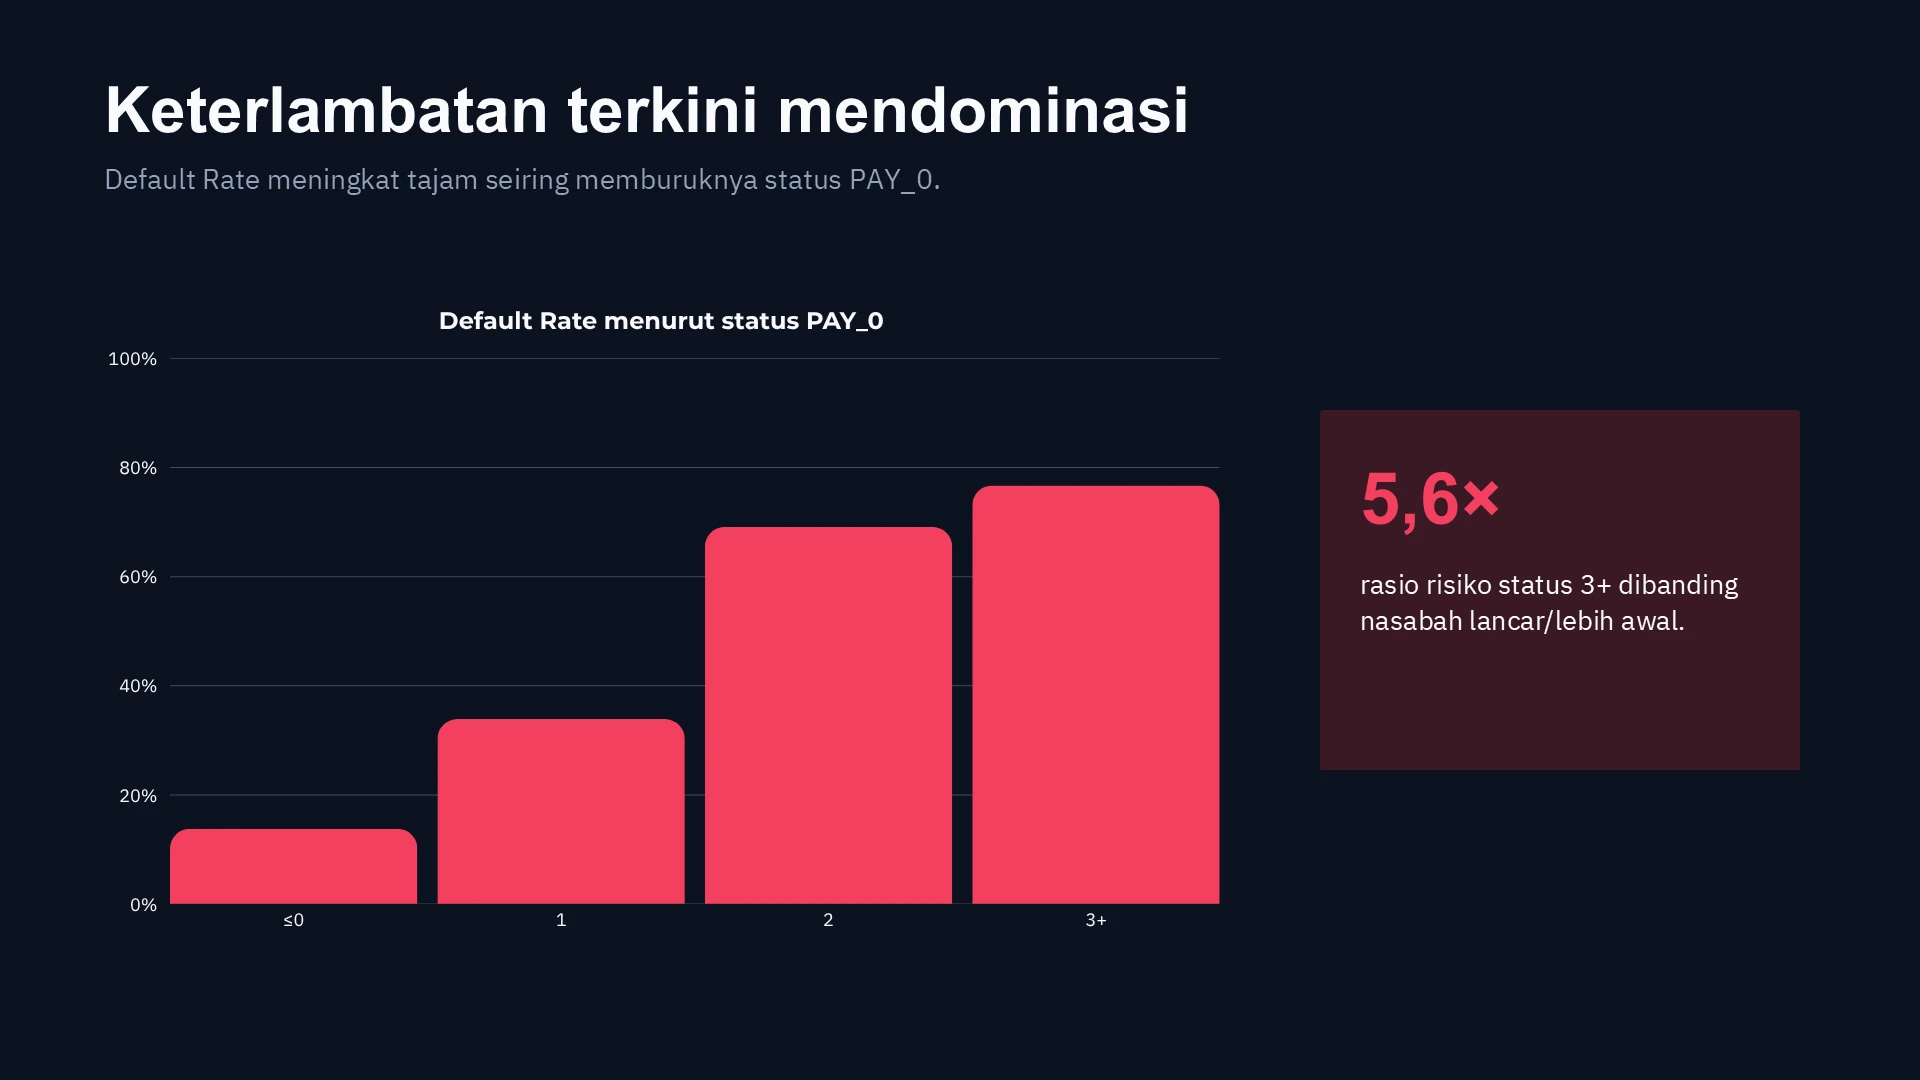 Keterlambatan terkini mendominasi
Default Rate meningkat tajam seiring memburuknya status PAY_0.
Default Rate menurut status PAY_0
100%
80%
60%
40%
20%
0%
≤0
1
2
3+
5,6×
rasio risiko status 3+ dibanding
nasabah lancar/lebih awal.